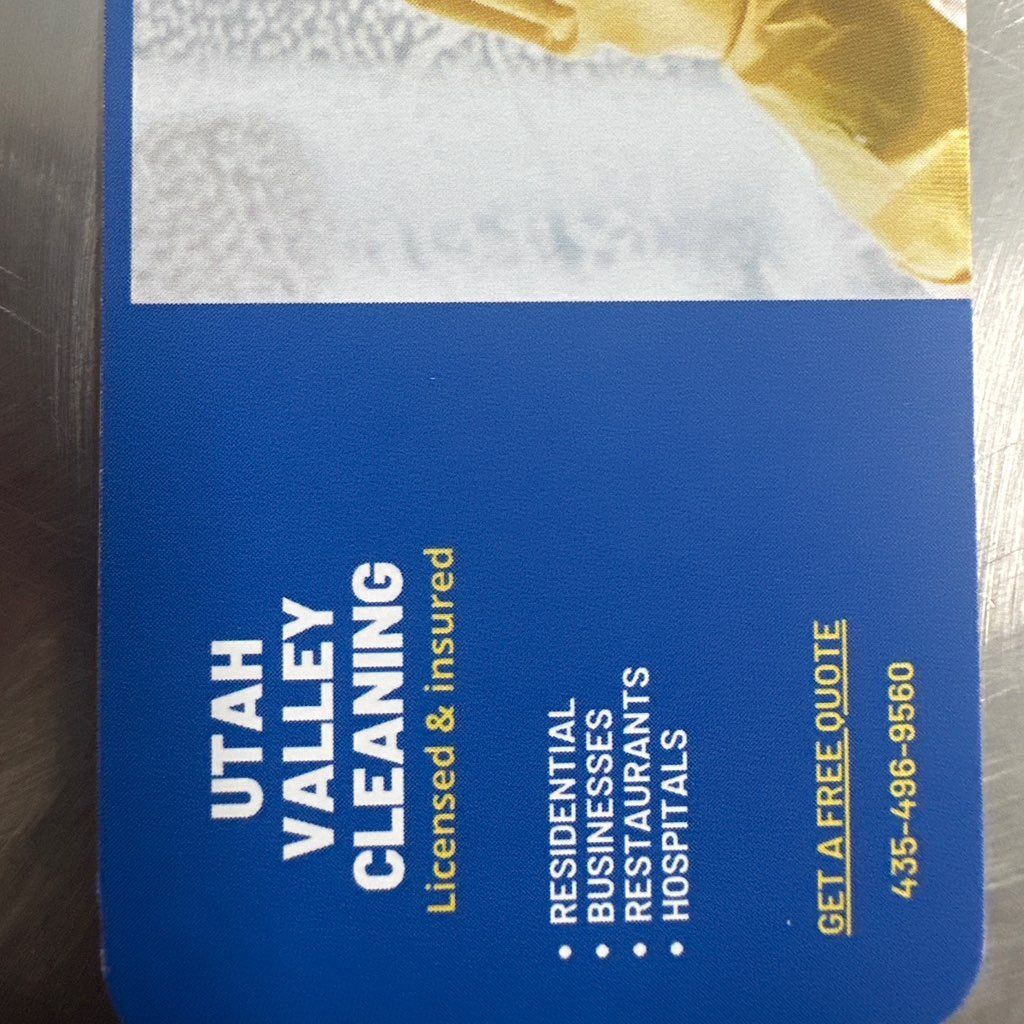 UTAH
VALLEY
CLEANING
Licensed & insured
• RESIDENTIAL
• BUSINESSES
• RESTAURANTS
• HOSPITALS
GET A FREE QUOTE
435-496-9560